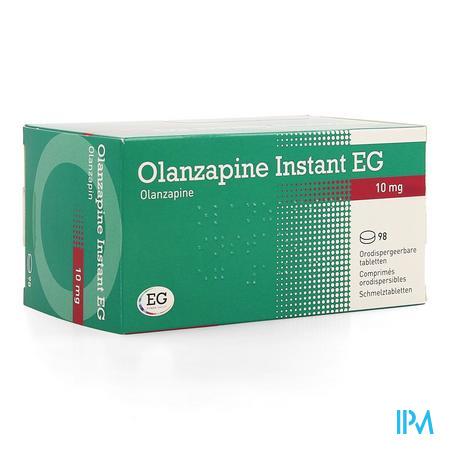 Olanzapine Instant EG
Olanzapine
10 mg
98
Orodispergeerbare
tabletten
Comprimés
orodispersibles
Schmelztabletten
EG
Olanzapine Instant EG
Olanzapin
10 mg
98
IPM